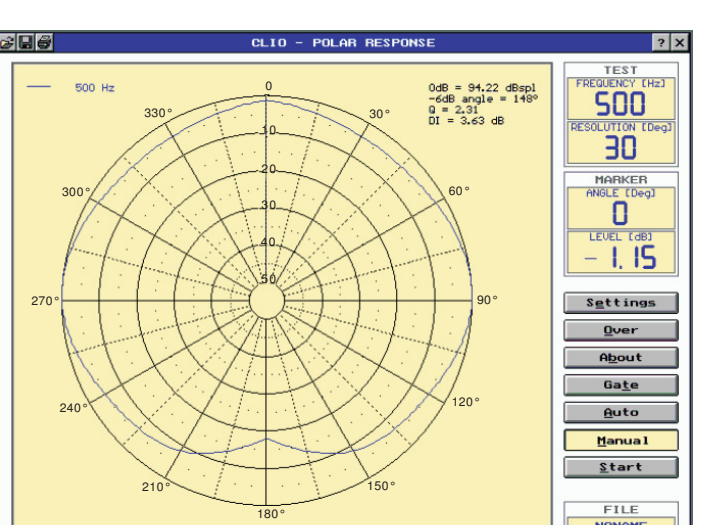 CLIO - POLAR RESPONSE
? ×
500 Hz
0dB = 94.22 dBspl
-6dB angle = 148°
Q = 2.31
DI = 3.63 dB
0
330°
30°
10
300°
20
60°
30
40
50
270°
90°
240°
120°
210°
150°
180°
TEST
FREQUENCY [Hz]
500
RESOLUTION [Deg]
30
MARKER
ANGLE [Deg]
0
LEVEL [dB]
-1.15
Settings
Over
About
Gate
Auto
Manual
Start
FILE
NONAME